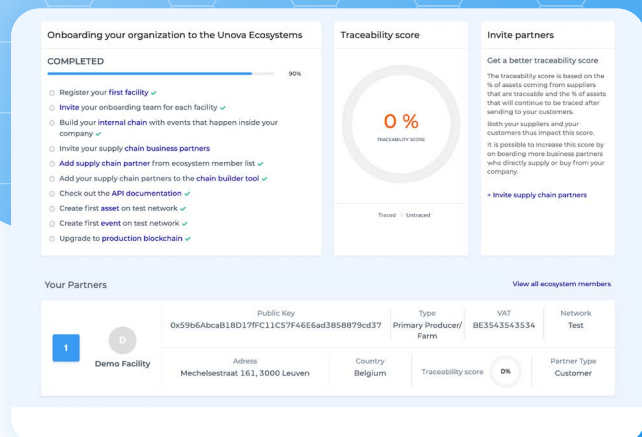 Onboarding your organization to the Unova Ecosystems
COMPLETED
90%
Register your first facility
Invite your onboarding team for each facility
Build your internal chain with events that happen inside your
company
Invite your supply chain business partners
Add supply chain partner from ecosystem member list
Add your supply chain partners to the chain builder tool
Check out the API documentation
Create first asset on test network
Create first event on test network
Upgrade to production blockchain
Traceability score
0 %
TRACEABILITY SCORE
Traced Untraced
Invite partners
Get a better traceability score
The traceability score is based on the
% of assets coming from suppliers
that are traceable and the % of assets
that will continue to be traced after
sending to your customers.
Both your suppliers and your
customers thus impact this score.
It is possible to increase this score by
on boarding more business partners
who directly supply or buy from your
company.
+ Invite supply chain partners
Your Partners
View all ecosystem members
1
D
Demo Facility
Public Key
0x59b6AbcaB18D17fFC11C57F46E6ad3858879cd37
Type
Primary Producer/
Farm
VAT
BE3543543534
Network
Test
Adress
Mechelsestraat 161, 3000 Leuven
Country
Belgium
Traceability score
0%
Partner Type
Customer